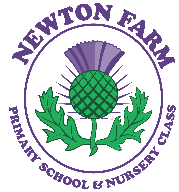 NEWTON FARM
PRIMARY SCHOOL & NURSERY CLASS